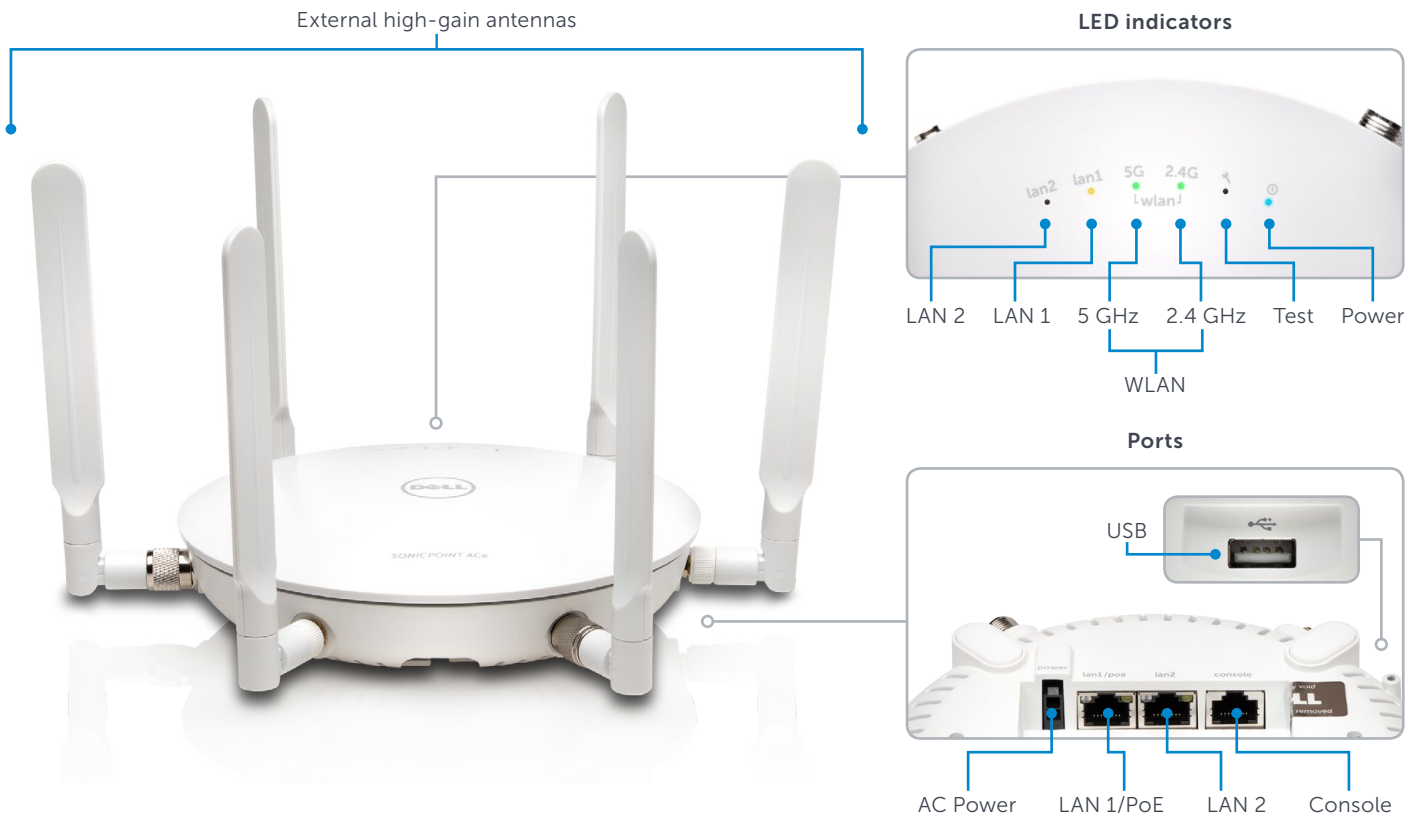 External high-gain antennas
LED indicators
lan2 lan1 5G 2.4G
wlan
LAN 2 LAN 1 5 GHz 2.4 GHz Test Power
WLAN
DELL
SONICPOINT ACe
Ports
USB
power
lan1/poe lan2 console
y void
LL
removed
AC Power LAN 1/PoE LAN 2 Console